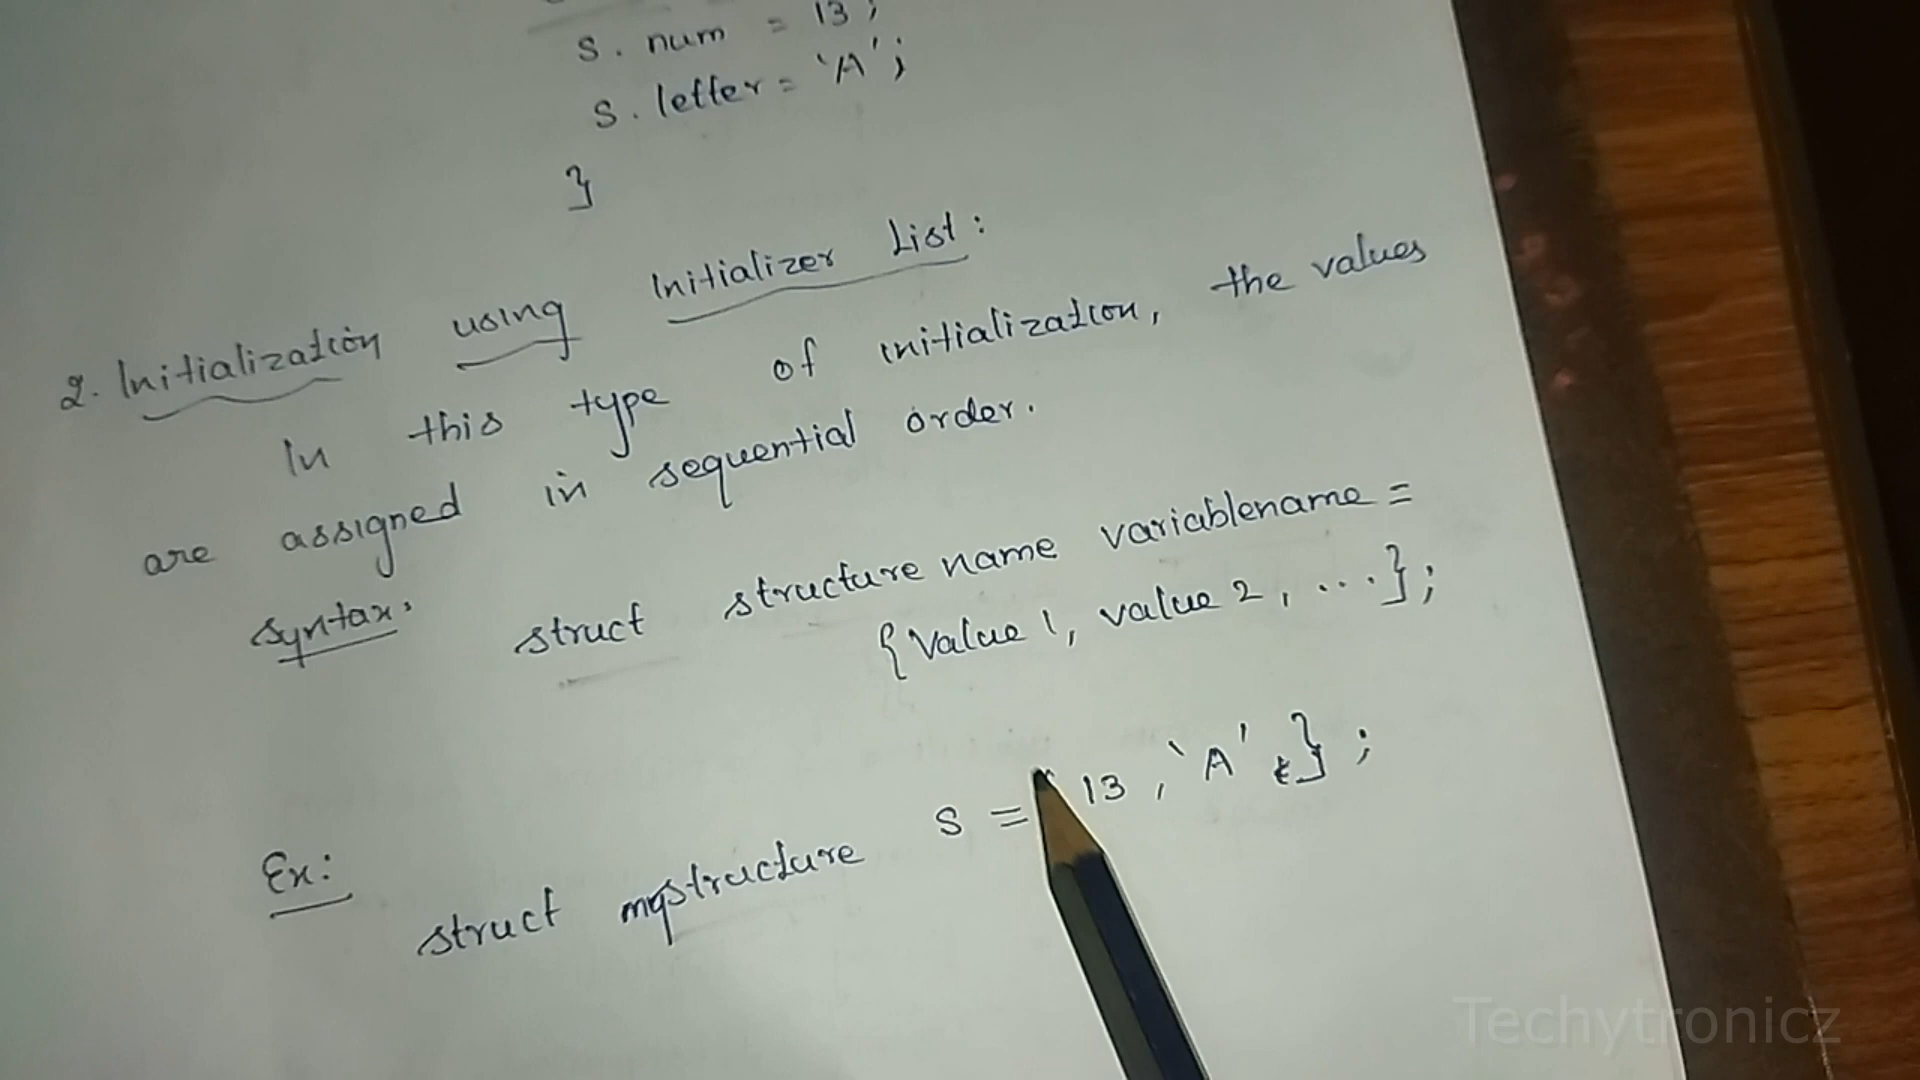 s. num = 13;
s. letter = 'A';
}
2. Initialization using Initializer List:
In this type of initialization, the values
are assigned in sequential order.
Syntax: struct structure name variablename =
{Value 1, value 2, ...};
Ex:
struct mystructure s = 13, 'A' };
Techytronicz